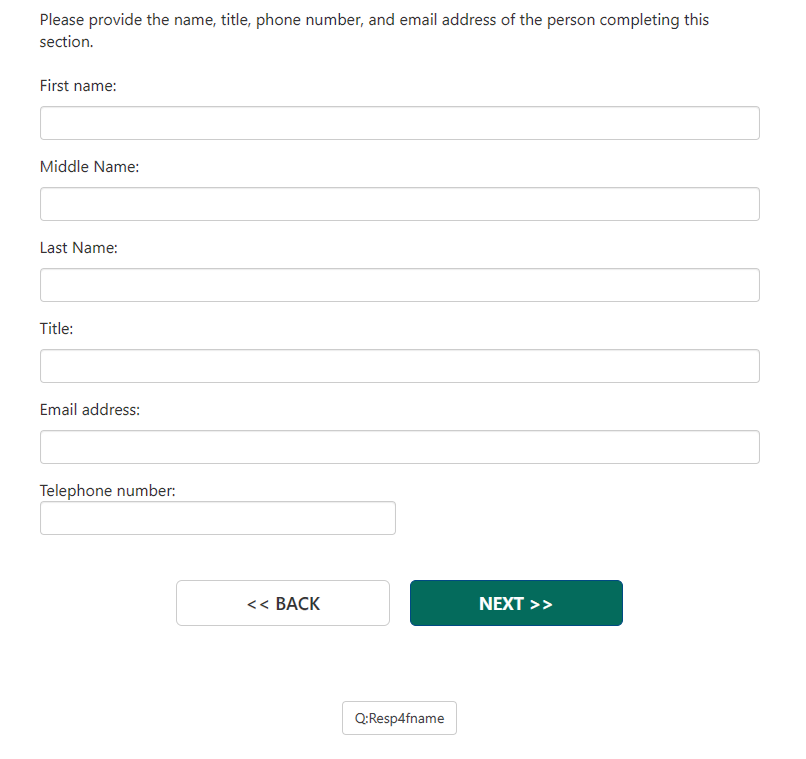 Please provide the name, title, phone number, and email address of the person completing this
section.
First name:
Middle Name:
Last Name:
Title:
Email address:
Telephone number:
<< BACK
NEXT >>
Q:Resp4fname